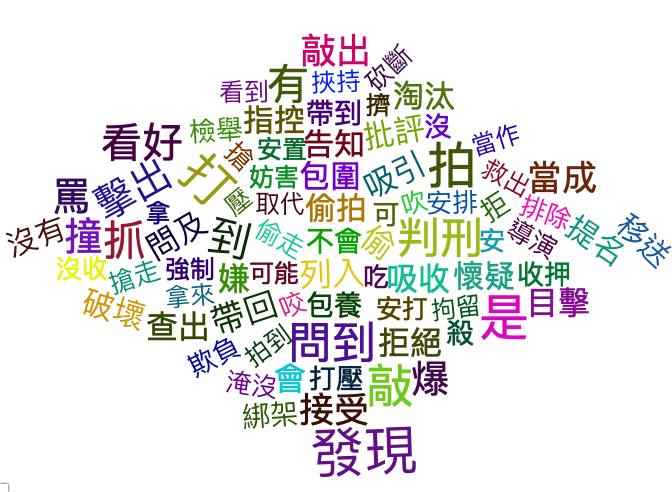 敲出
砍斷
有
挾持
看到
淘汰
擠
帶到
指控
沒
批評
檢舉
告知
看好
當作
安置
搶
拍
吸引
救出
包圍
妨害
打
當成
擊出
罵
壓
取代
偷拍
吹
安排
拿
可
拒
排除
移送
提名
沒有
撞
抓
問及
到
偷走
不會
偷
判刑
安
導演
沒收
搶走
強制
嫌
可能
列入
吃
吸收
懷疑
收押
目擊
拿來
破壞
帶回
咬
包養
安打
拘留
是
查出
殺
問到
拒絕
拍到
欺負
淹沒
會
打壓
敲
爆
綁架
接受
發現